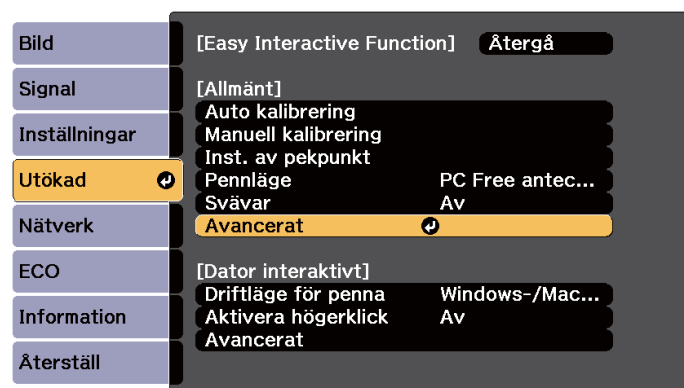 Bild
Signal
Inställningar
Utökad
Nätverk
ECO
Information
Återställ
[Easy Interactive Function] Återgå
[Allmänt]
Auto kalibrering
Manuell kalibrering
Inst. av pekpunkt
Pennläge PC Free antec...
Svävar Av
Avancerat
[Dator interaktivt]
Driftläge för penna Windows-/Mac...
Aktivera högerklick Av
Avancerat